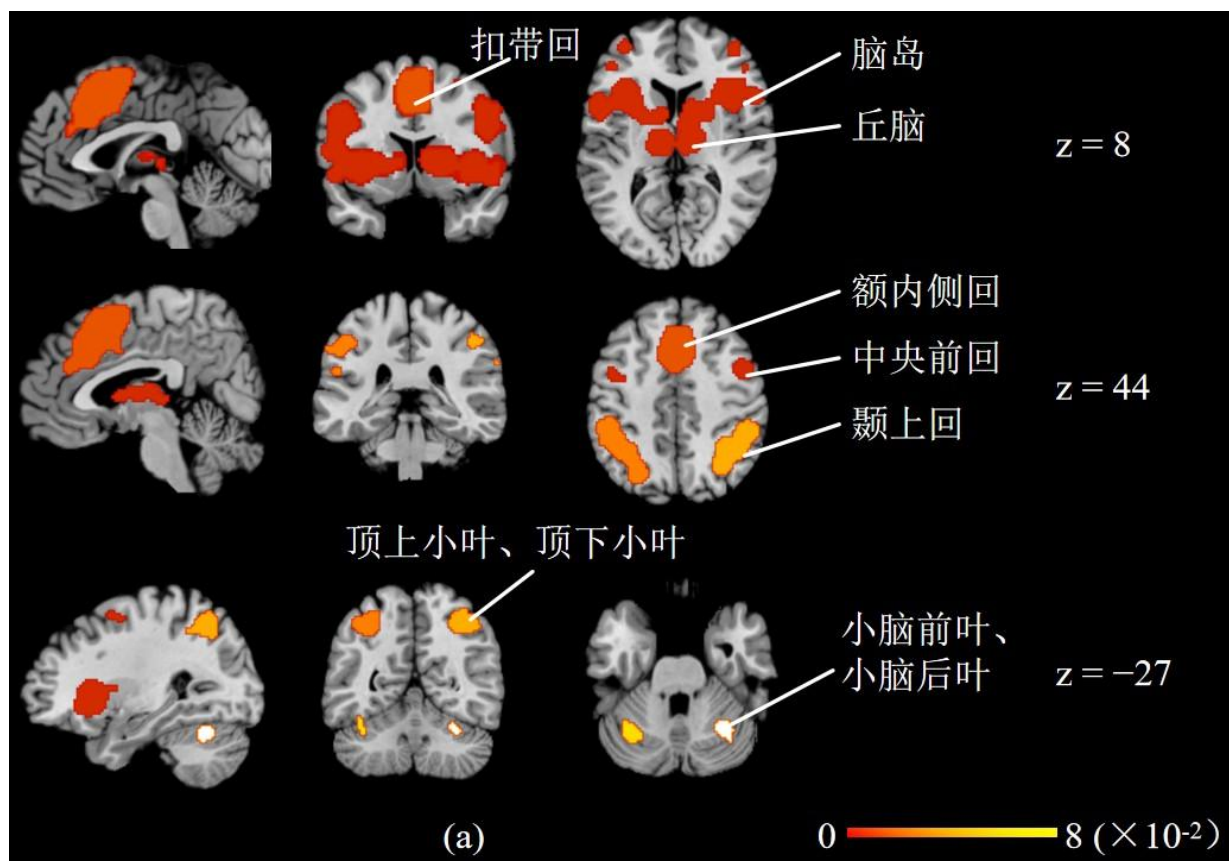 扣带回
脑岛
丘脑
z = 8
额内侧回
中央前回
颞上回
z = 44
顶上小叶、顶下小叶
小脑前叶、
小脑后叶
z = −27
(a)
0 8 (×10⁻²)